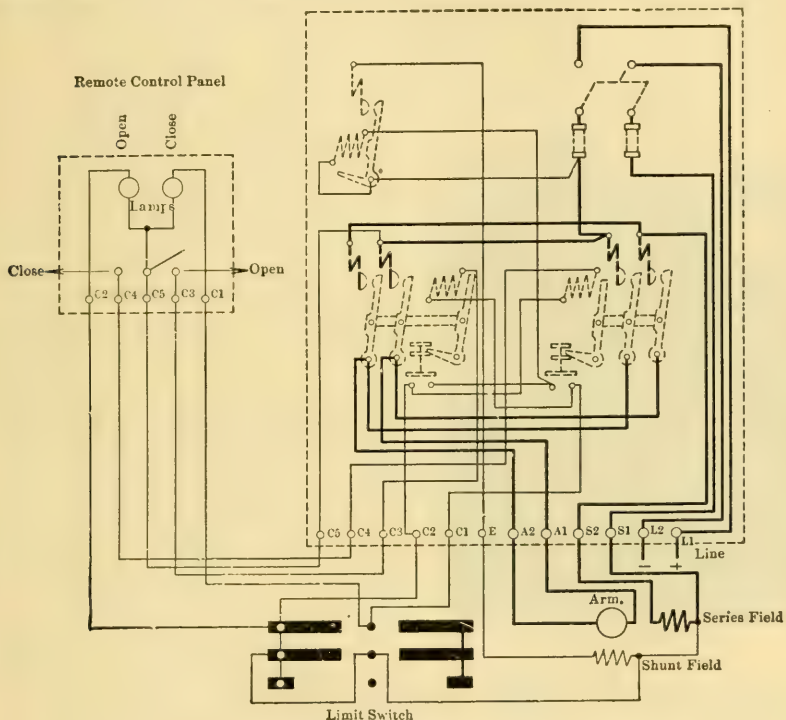 Remote Control Panel
Open
Close
Lamps
Close
Open
C2 C4 C5 C3 C1
C5 C4 C3 C2 C1 E A2 A1 S2 S1 L2 L1
Line
− +
Arm.
Series Field
Shunt Field
Limit Switch